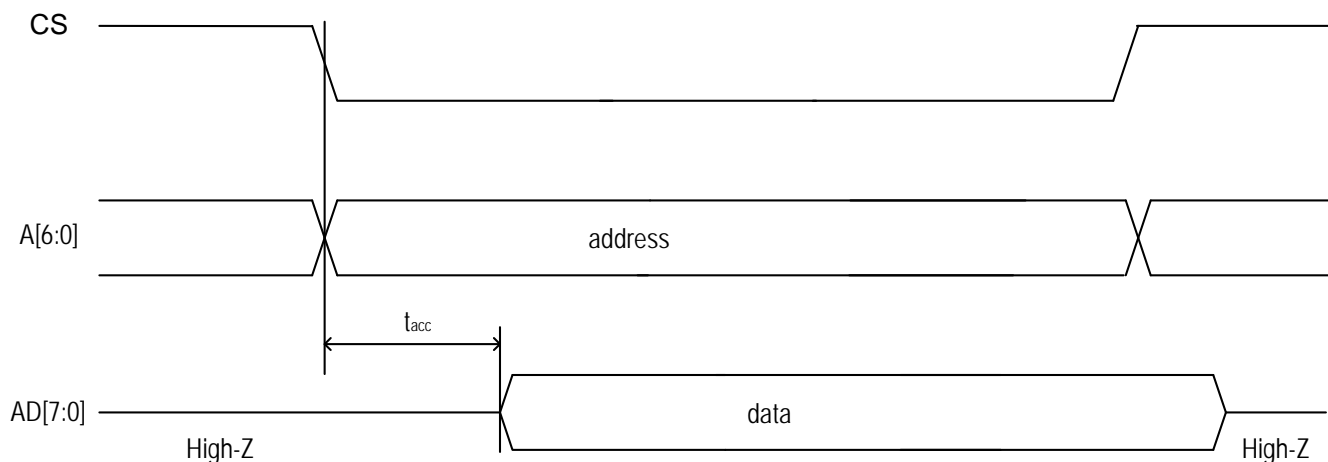 CS
A[6:0]
address
tacc
AD[7:0]
data
High-Z
High-Z